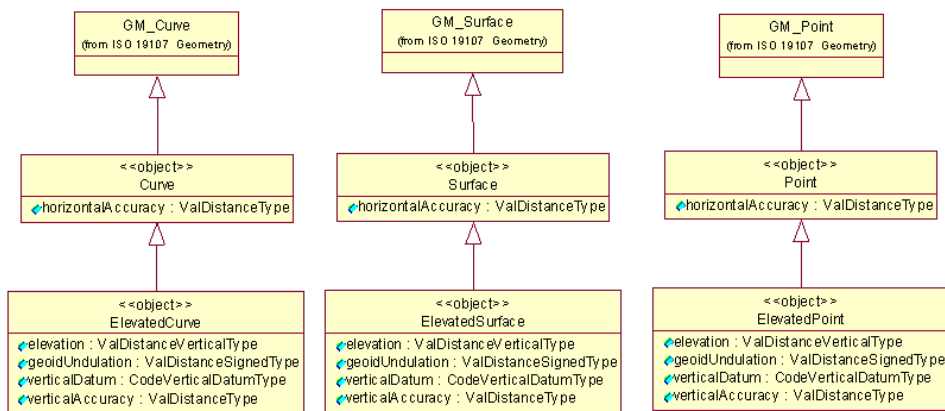 GM_Curve
(from ISO 19107 Geometry)
<<object>>
Curve
horizontalAccuracy : ValDistanceType
<<object>>
ElevatedCurve
elevation : ValDistanceVerticalType
geoidUndulation : ValDistanceSignedType
verticalDatum : CodeVerticalDatumType
verticalAccuracy : ValDistanceType
GM_Surface
(from ISO 19107 Geometry)
<<object>>
Surface
horizontalAccuracy : ValDistanceType
<<object>>
ElevatedSurface
elevation : ValDistanceVerticalType
geoidUndulation : ValDistanceSignedType
verticalDatum : CodeVerticalDatumType
verticalAccuracy : ValDistanceType
GM_Point
(from ISO 19107 Geometry)
<<object>>
Point
horizontalAccuracy : ValDistanceType
<<object>>
ElevatedPoint
elevation : ValDistanceVerticalType
geoidUndulation : ValDistanceSignedType
verticalDatum : CodeVerticalDatumType
verticalAccuracy : ValDistanceType